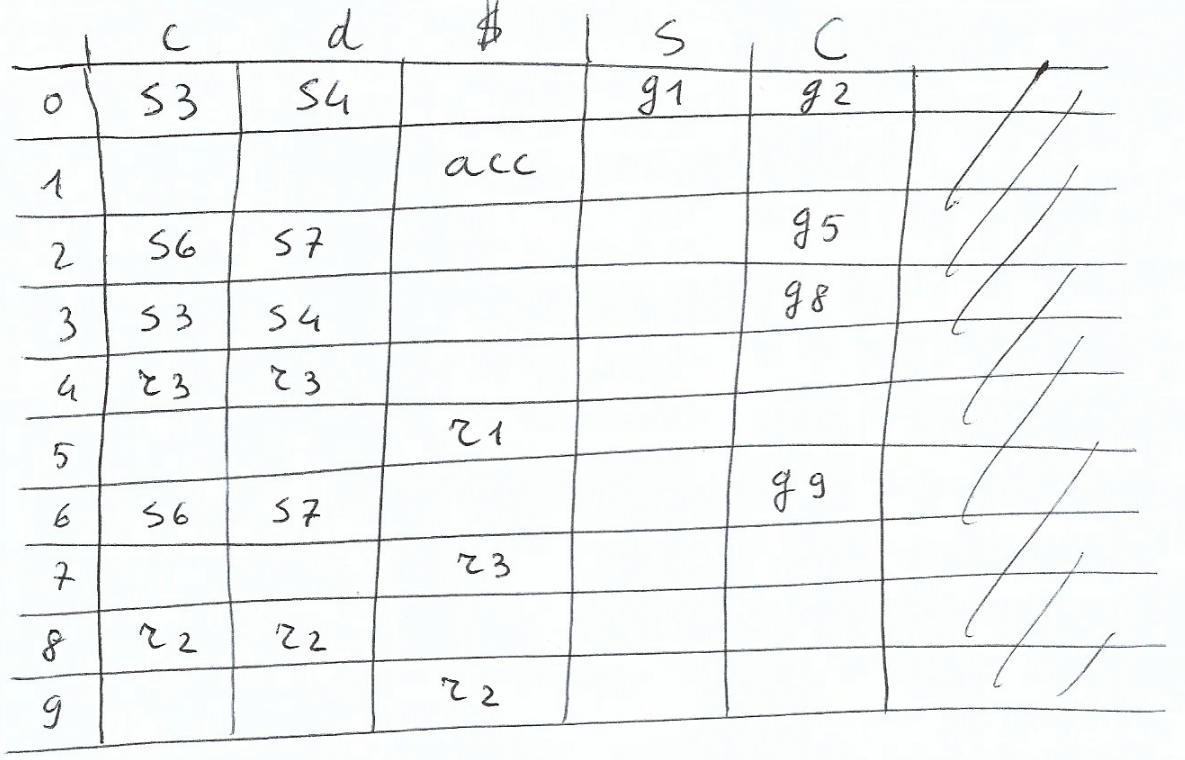 c d $ S C
0 s3 s4 g1 g2
1 acc
2 s6 s7 g5
3 s3 s4 g8
4 r3 r3
5 r1
6 s6 s7 g9
7 r3
8 r2 r2
9 r2